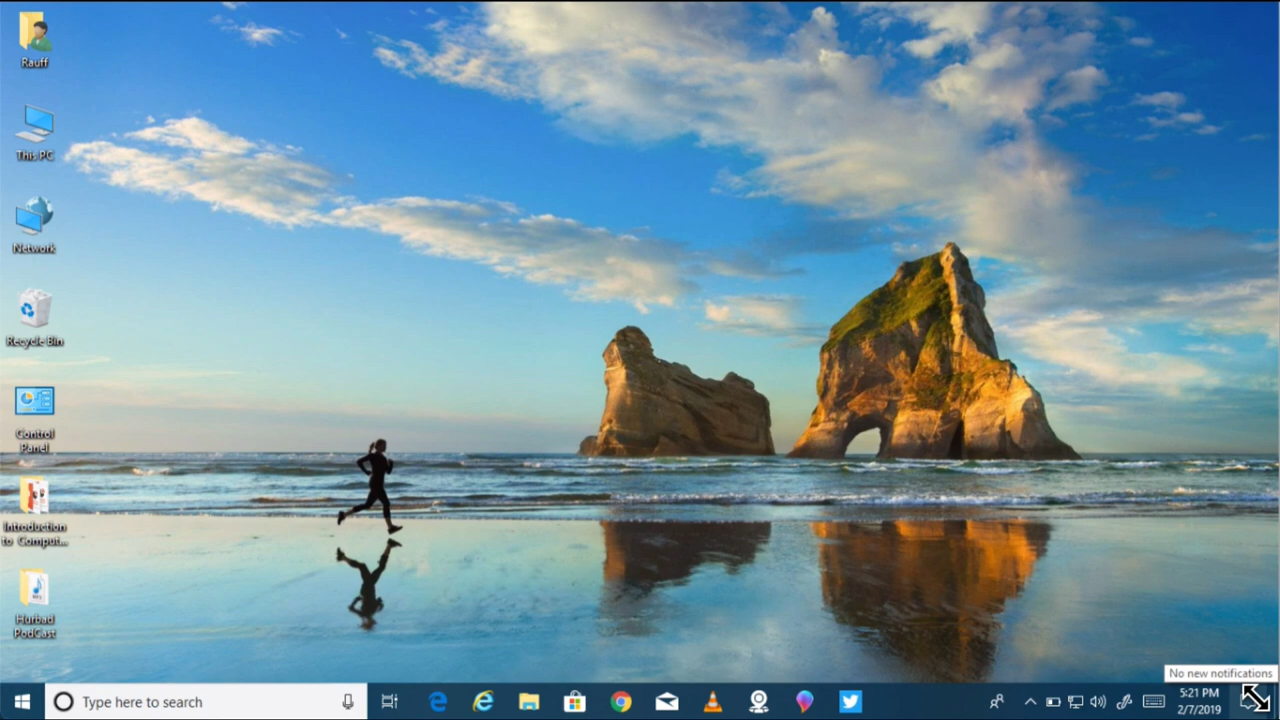 Rauff
This PC
Network
Recycle Bin
Control
Panel
Introduction
to Comput...
Hurbad
PodCast
No new notifications
Type here to search
5:21 PM
2/7/2019